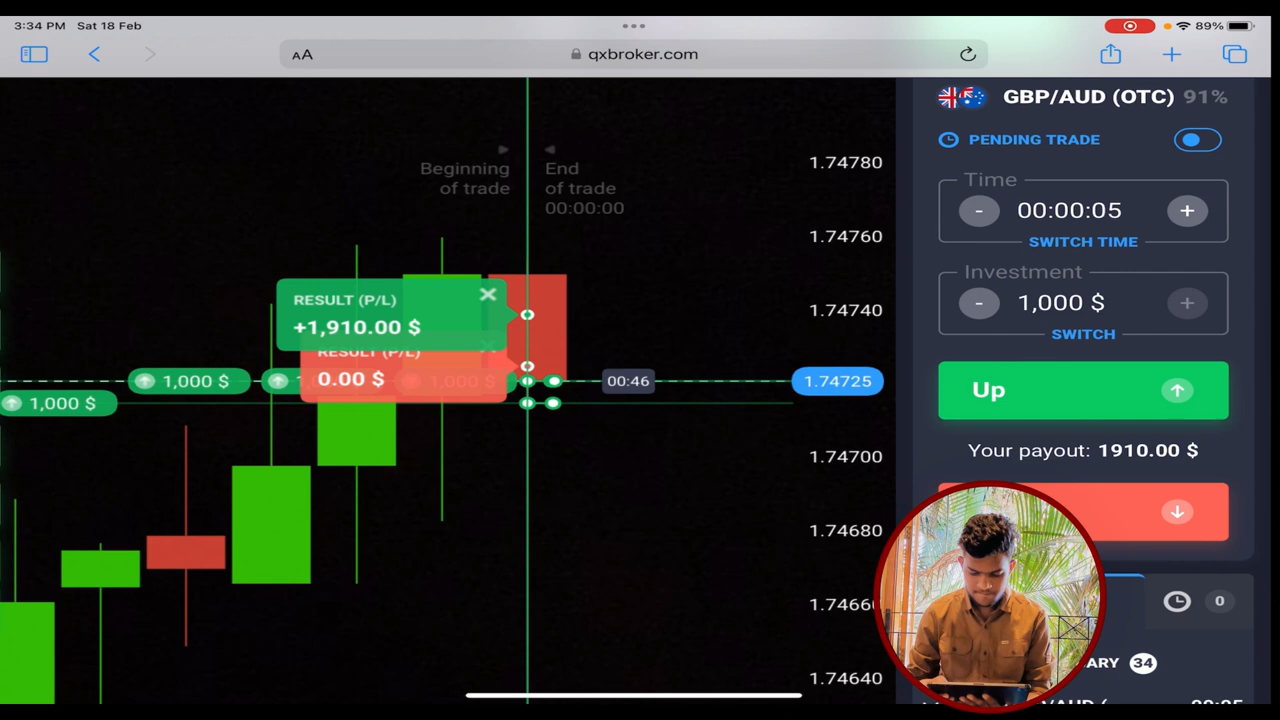 3:34 PM Sat 18 Feb
89%
AA
qxbroker.com
GBP/AUD (OTC) 91%
PENDING TRADE
Time
- 00:00:05 +
SWITCH TIME
Investment
- 1,000 $ +
SWITCH
Up
Your payout: 1910.00 $
0
34
Beginning
of trade
End
of trade
00:00:00
RESULT (P/L)
+1,910.00 $
RESULT (P/L)
0.00 $
1,000 $
1,000 $
1,000 $
00:46
1.74780
1.74760
1.74740
1.74725
1.74700
1.74680
1.74640